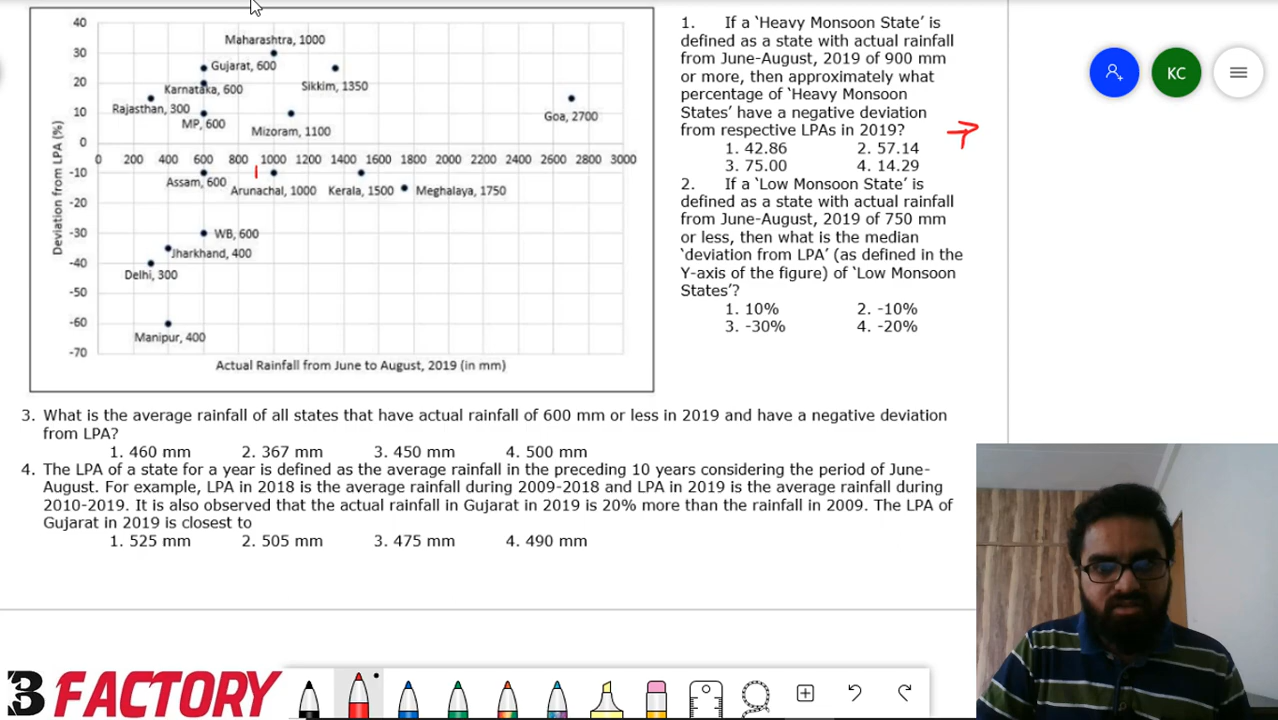 40
30
20
10
0
-10
-20
-30
-40
-50
-60
-70
Deviation from LPA (%)
Maharashtra, 1000
Gujarat, 600
Karnataka, 600
Sikkim, 1350
Rajasthan, 300
MP, 600
Goa, 2700
Mizoram, 1100
0 200 400 600 800 1000 1200 1400 1600 1800 2000 2200 2400 2600 2800 3000
Assam, 600
Arunachal, 1000
Kerala, 1500
Meghalaya, 1750
WB, 600
Jharkhand, 400
Delhi, 300
Manipur, 400
Actual Rainfall from June to August, 2019 (in mm)
1. If a ‘Heavy Monsoon State’ is
defined as a state with actual rainfall
from June-August, 2019 of 900 mm
or more, then approximately what
percentage of ‘Heavy Monsoon
States’ have a negative deviation
from respective LPAs in 2019?
1. 42.86 2. 57.14
3. 75.00 4. 14.29
2. If a ‘Low Monsoon State’ is
defined as a state with actual rainfall
from June-August, 2019 of 750 mm
or less, then what is the median
‘deviation from LPA’ (as defined in the
Y-axis of the figure) of ‘Low Monsoon
States’?
1. 10% 2. -10%
3. -30% 4. -20%
KC
3. What is the average rainfall of all states that have actual rainfall of 600 mm or less in 2019 and have a negative deviation
from LPA?
1. 460 mm 2. 367 mm 3. 450 mm 4. 500 mm
4. The LPA of a state for a year is defined as the average rainfall in the preceding 10 years considering the period of June-
August. For example, LPA in 2018 is the average rainfall during 2009-2018 and LPA in 2019 is the average rainfall during
2010-2019. It is also observed that the actual rainfall in Gujarat in 2019 is 20% more than the rainfall in 2009. The LPA of
Gujarat in 2019 is closest to
1. 525 mm 2. 505 mm 3. 475 mm 4. 490 mm
3 FACTORY